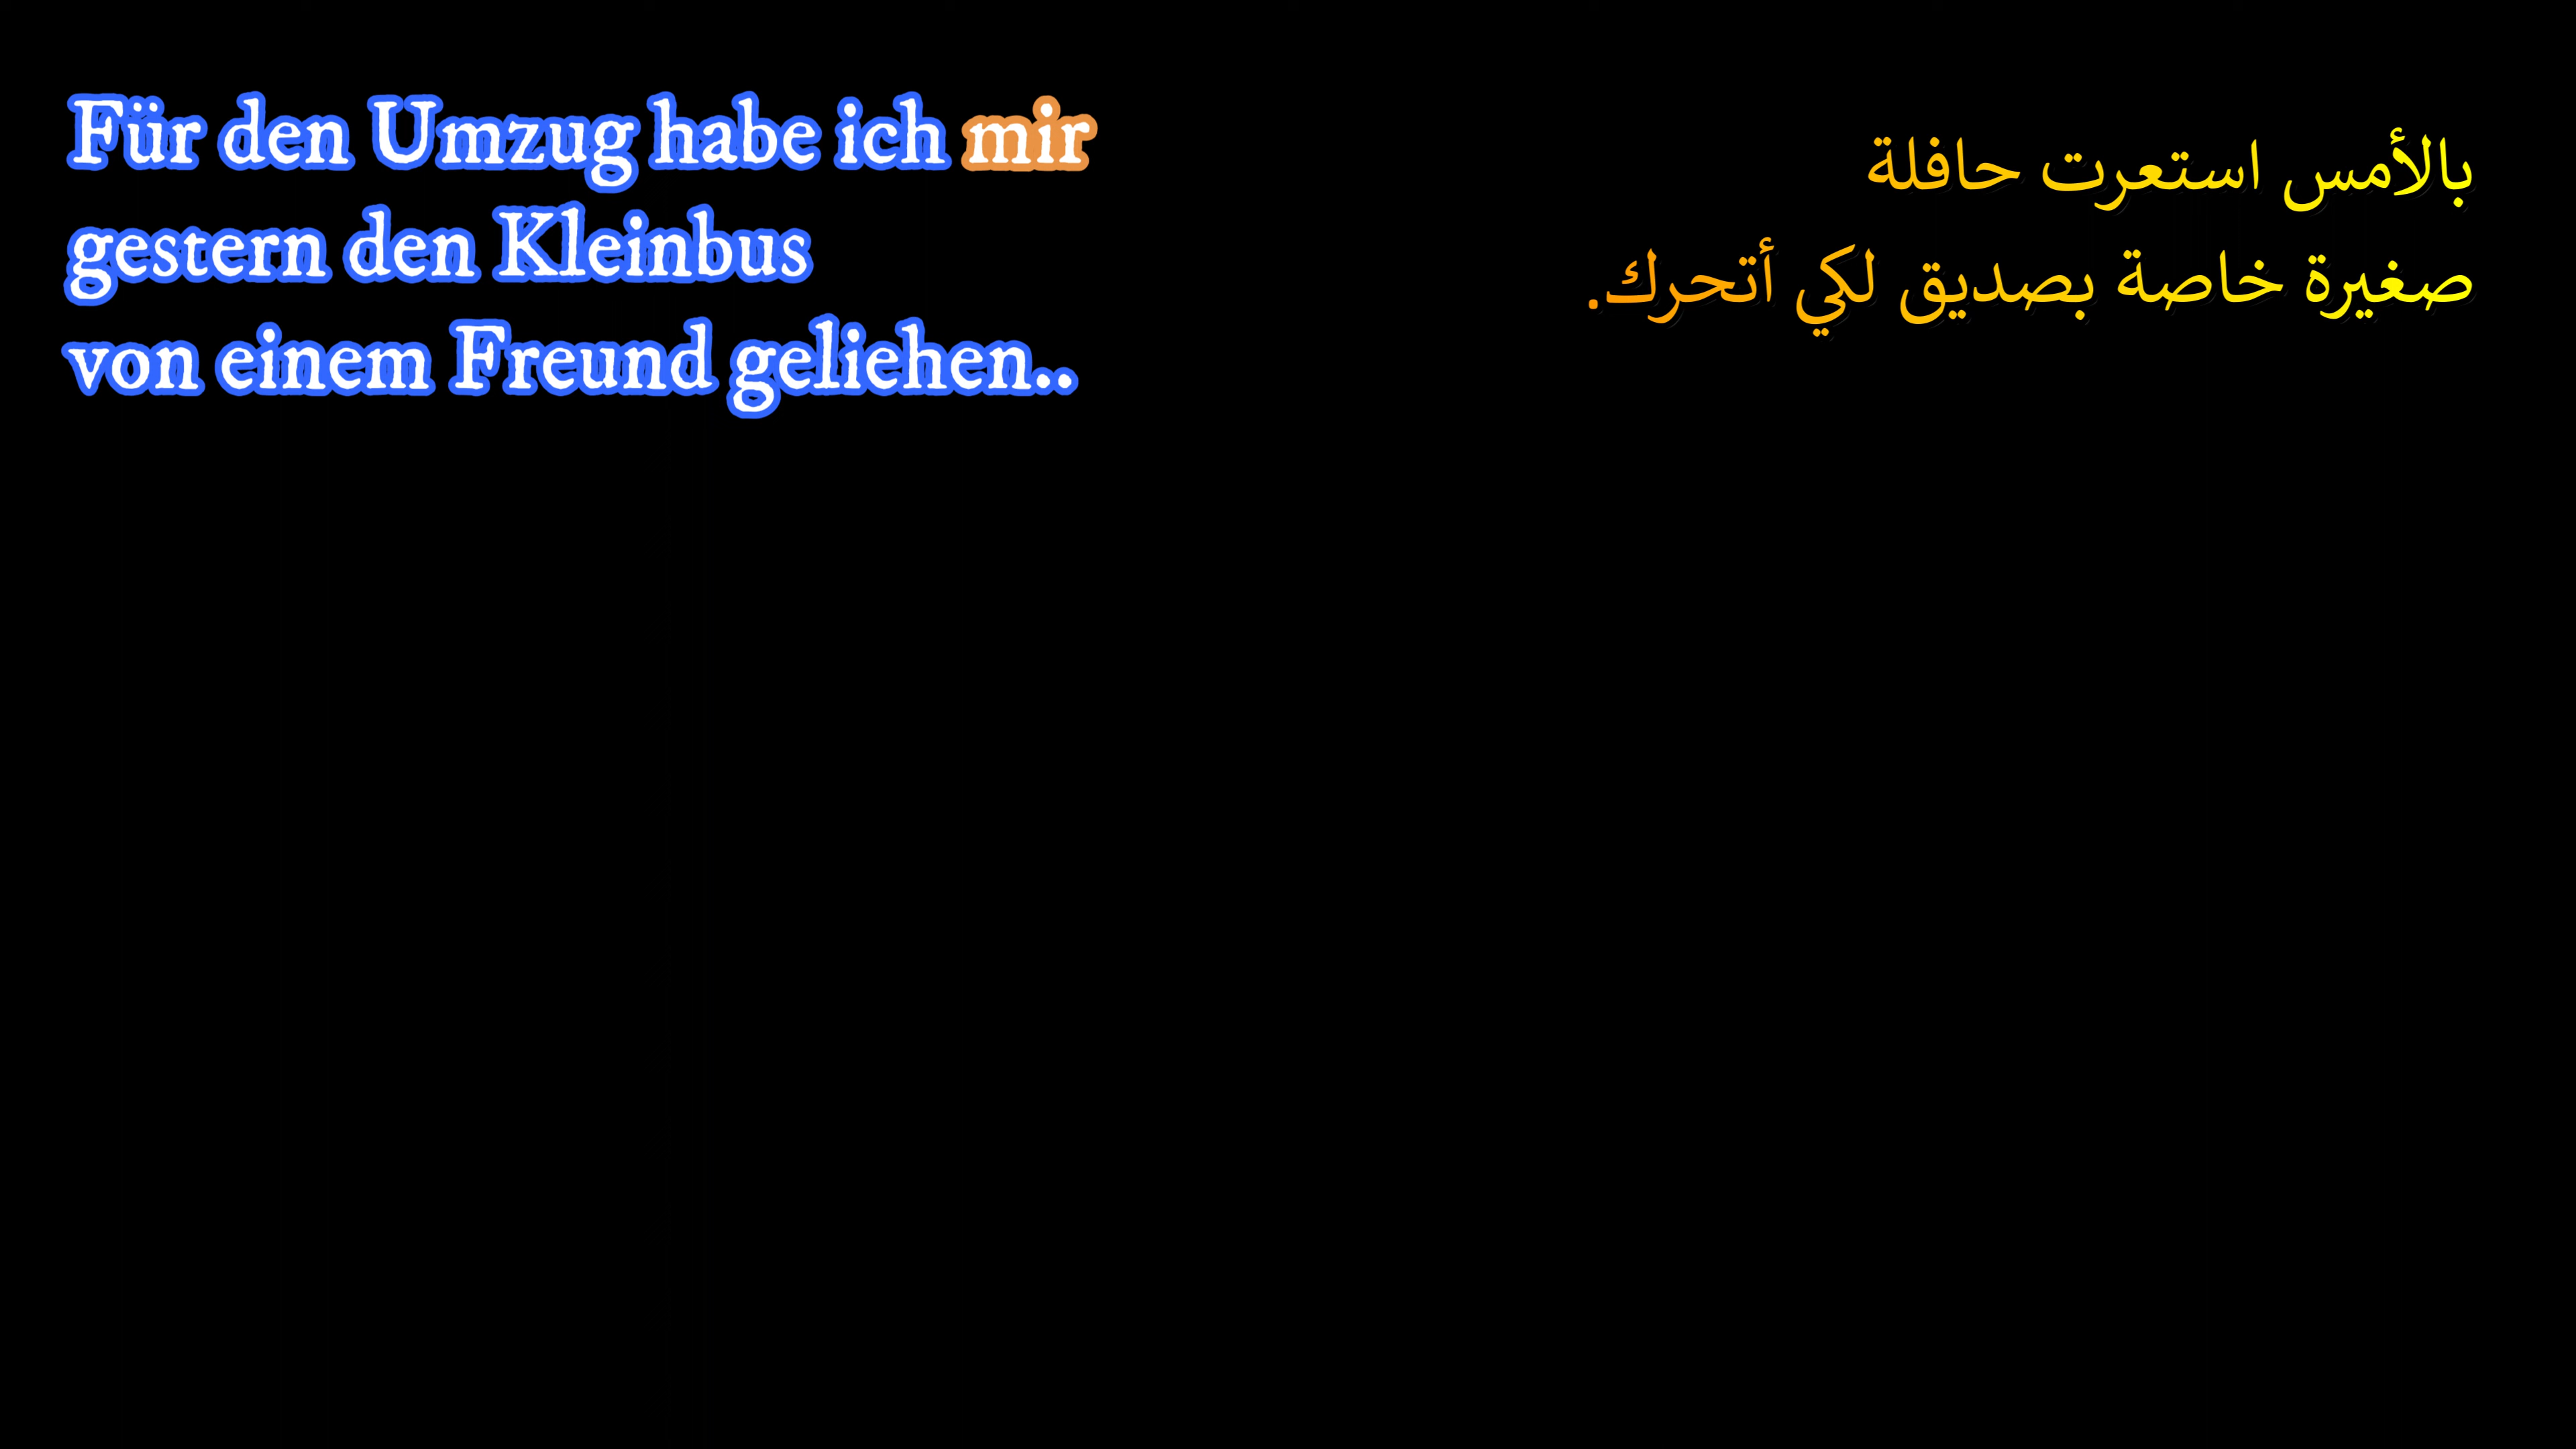 Für den Umzug habe ich mir
gestern den Kleinbus
von einem Freund geliehen..
بالأمس استعرت حافلة
صغيرة خاصة بصديق لكي أتحرك.